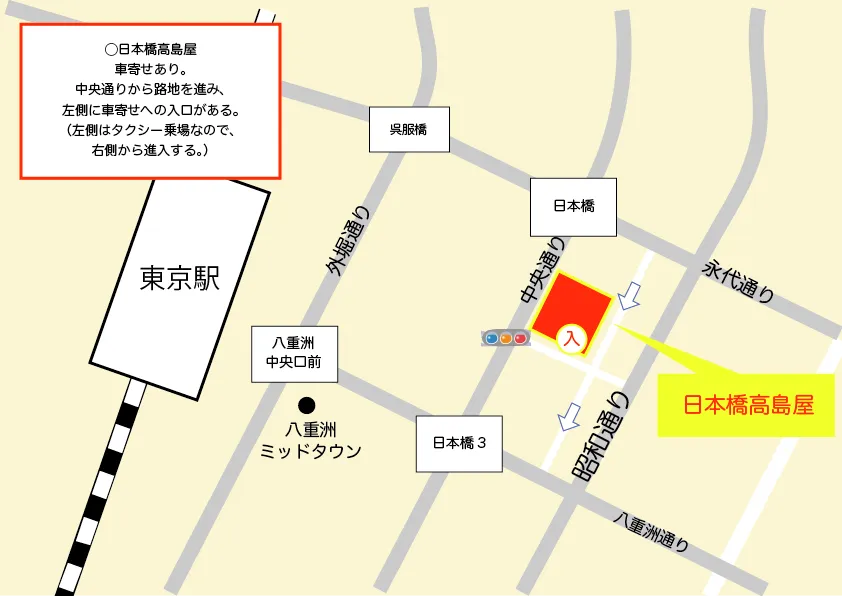 ◯日本橋高島屋
車寄せあり。
中央通りから路地を進み、
左側に車寄せへの入口がある。
（左側はタクシー乗場なので、
右側から進入する。）
呉服橋
日本橋
東京駅
外堀通り
中央通り
永代通り
入
八重洲
中央口前
日本橋高島屋
八重洲
ミッドタウン
日本橋３
昭和通り
八重洲通り